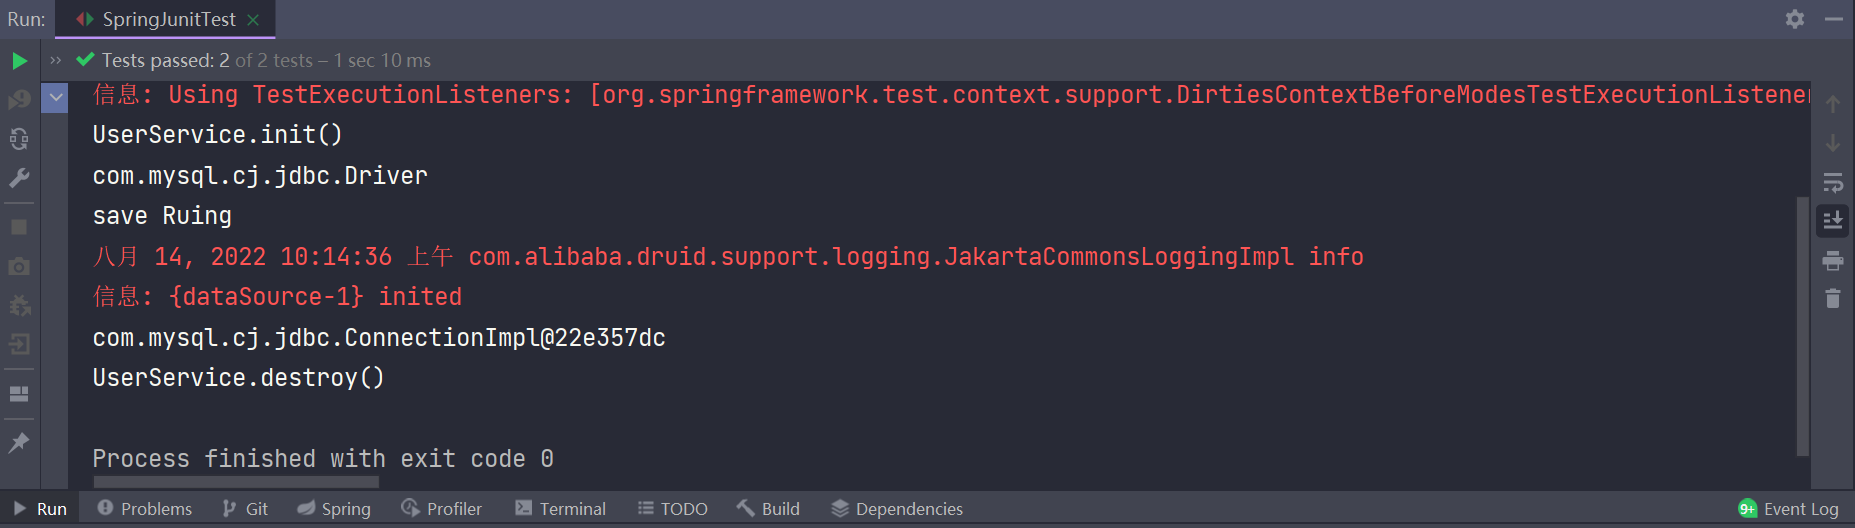 Run: SpringJunitTest
Tests passed: 2 of 2 tests – 1 sec 10 ms
信息: Using TestExecutionListeners: [org.springframework.test.context.support.DirtiesContextBeforeModesTestExecutionListener
UserService.init()
com.mysql.cj.jdbc.Driver
save Ruing
八月 14, 2022 10:14:36 上午 com.alibaba.druid.support.logging.JakartaCommonsLoggingImpl info
信息: {dataSource-1} inited
com.mysql.cj.jdbc.ConnectionImpl@22e357dc
UserService.destroy()
Process finished with exit code 0
Run Problems Git Spring Profiler Terminal TODO Build Dependencies 9+ Event Log